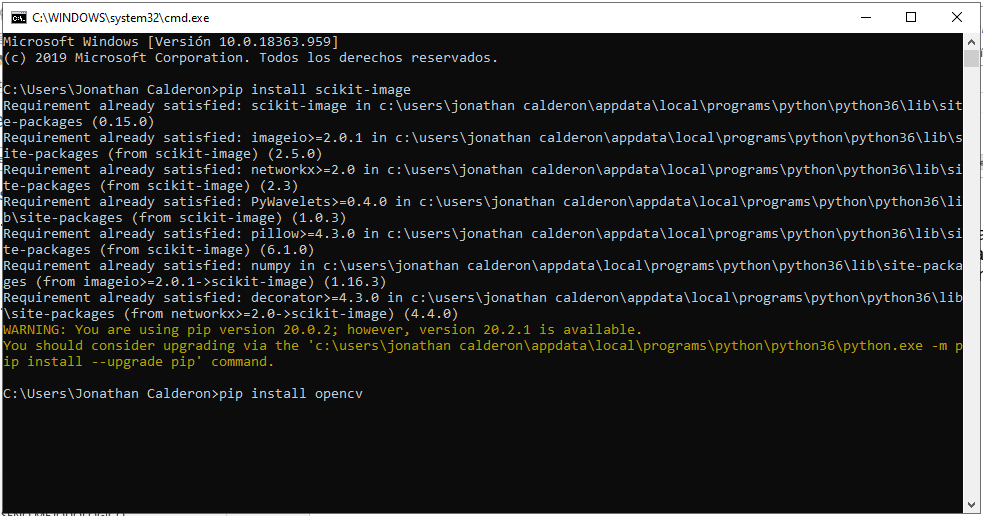 C:\WINDOWS\system32\cmd.exe
Microsoft Windows [Versión 10.0.18363.959]
(c) 2019 Microsoft Corporation. Todos los derechos reservados.
C:\Users\Jonathan Calderon>pip install scikit-image
Requirement already satisfied: scikit-image in c:\users\jonathan calderon\appdata\local\programs\python\python36\lib\sit
e-packages (0.15.0)
Requirement already satisfied: imageio>=2.0.1 in c:\users\jonathan calderon\appdata\local\programs\python\python36\lib\s
ite-packages (from scikit-image) (2.5.0)
Requirement already satisfied: networkx>=2.0 in c:\users\jonathan calderon\appdata\local\programs\python\python36\lib\si
te-packages (from scikit-image) (2.3)
Requirement already satisfied: PyWavelets>=0.4.0 in c:\users\jonathan calderon\appdata\local\programs\python\python36\li
b\site-packages (from scikit-image) (1.0.3)
Requirement already satisfied: pillow>=4.3.0 in c:\users\jonathan calderon\appdata\local\programs\python\python36\lib\si
te-packages (from scikit-image) (6.1.0)
Requirement already satisfied: numpy in c:\users\jonathan calderon\appdata\local\programs\python\python36\lib\site-packa
ges (from imageio>=2.0.1->scikit-image) (1.16.3)
Requirement already satisfied: decorator>=4.3.0 in c:\users\jonathan calderon\appdata\local\programs\python\python36\lib
\site-packages (from networkx>=2.0->scikit-image) (4.4.0)
WARNING: You are using pip version 20.0.2; however, version 20.2.1 is available.
You should consider upgrading via the 'c:\users\jonathan calderon\appdata\local\programs\python\python36\python.exe -m p
ip install --upgrade pip' command.
C:\Users\Jonathan Calderon>pip install opencv